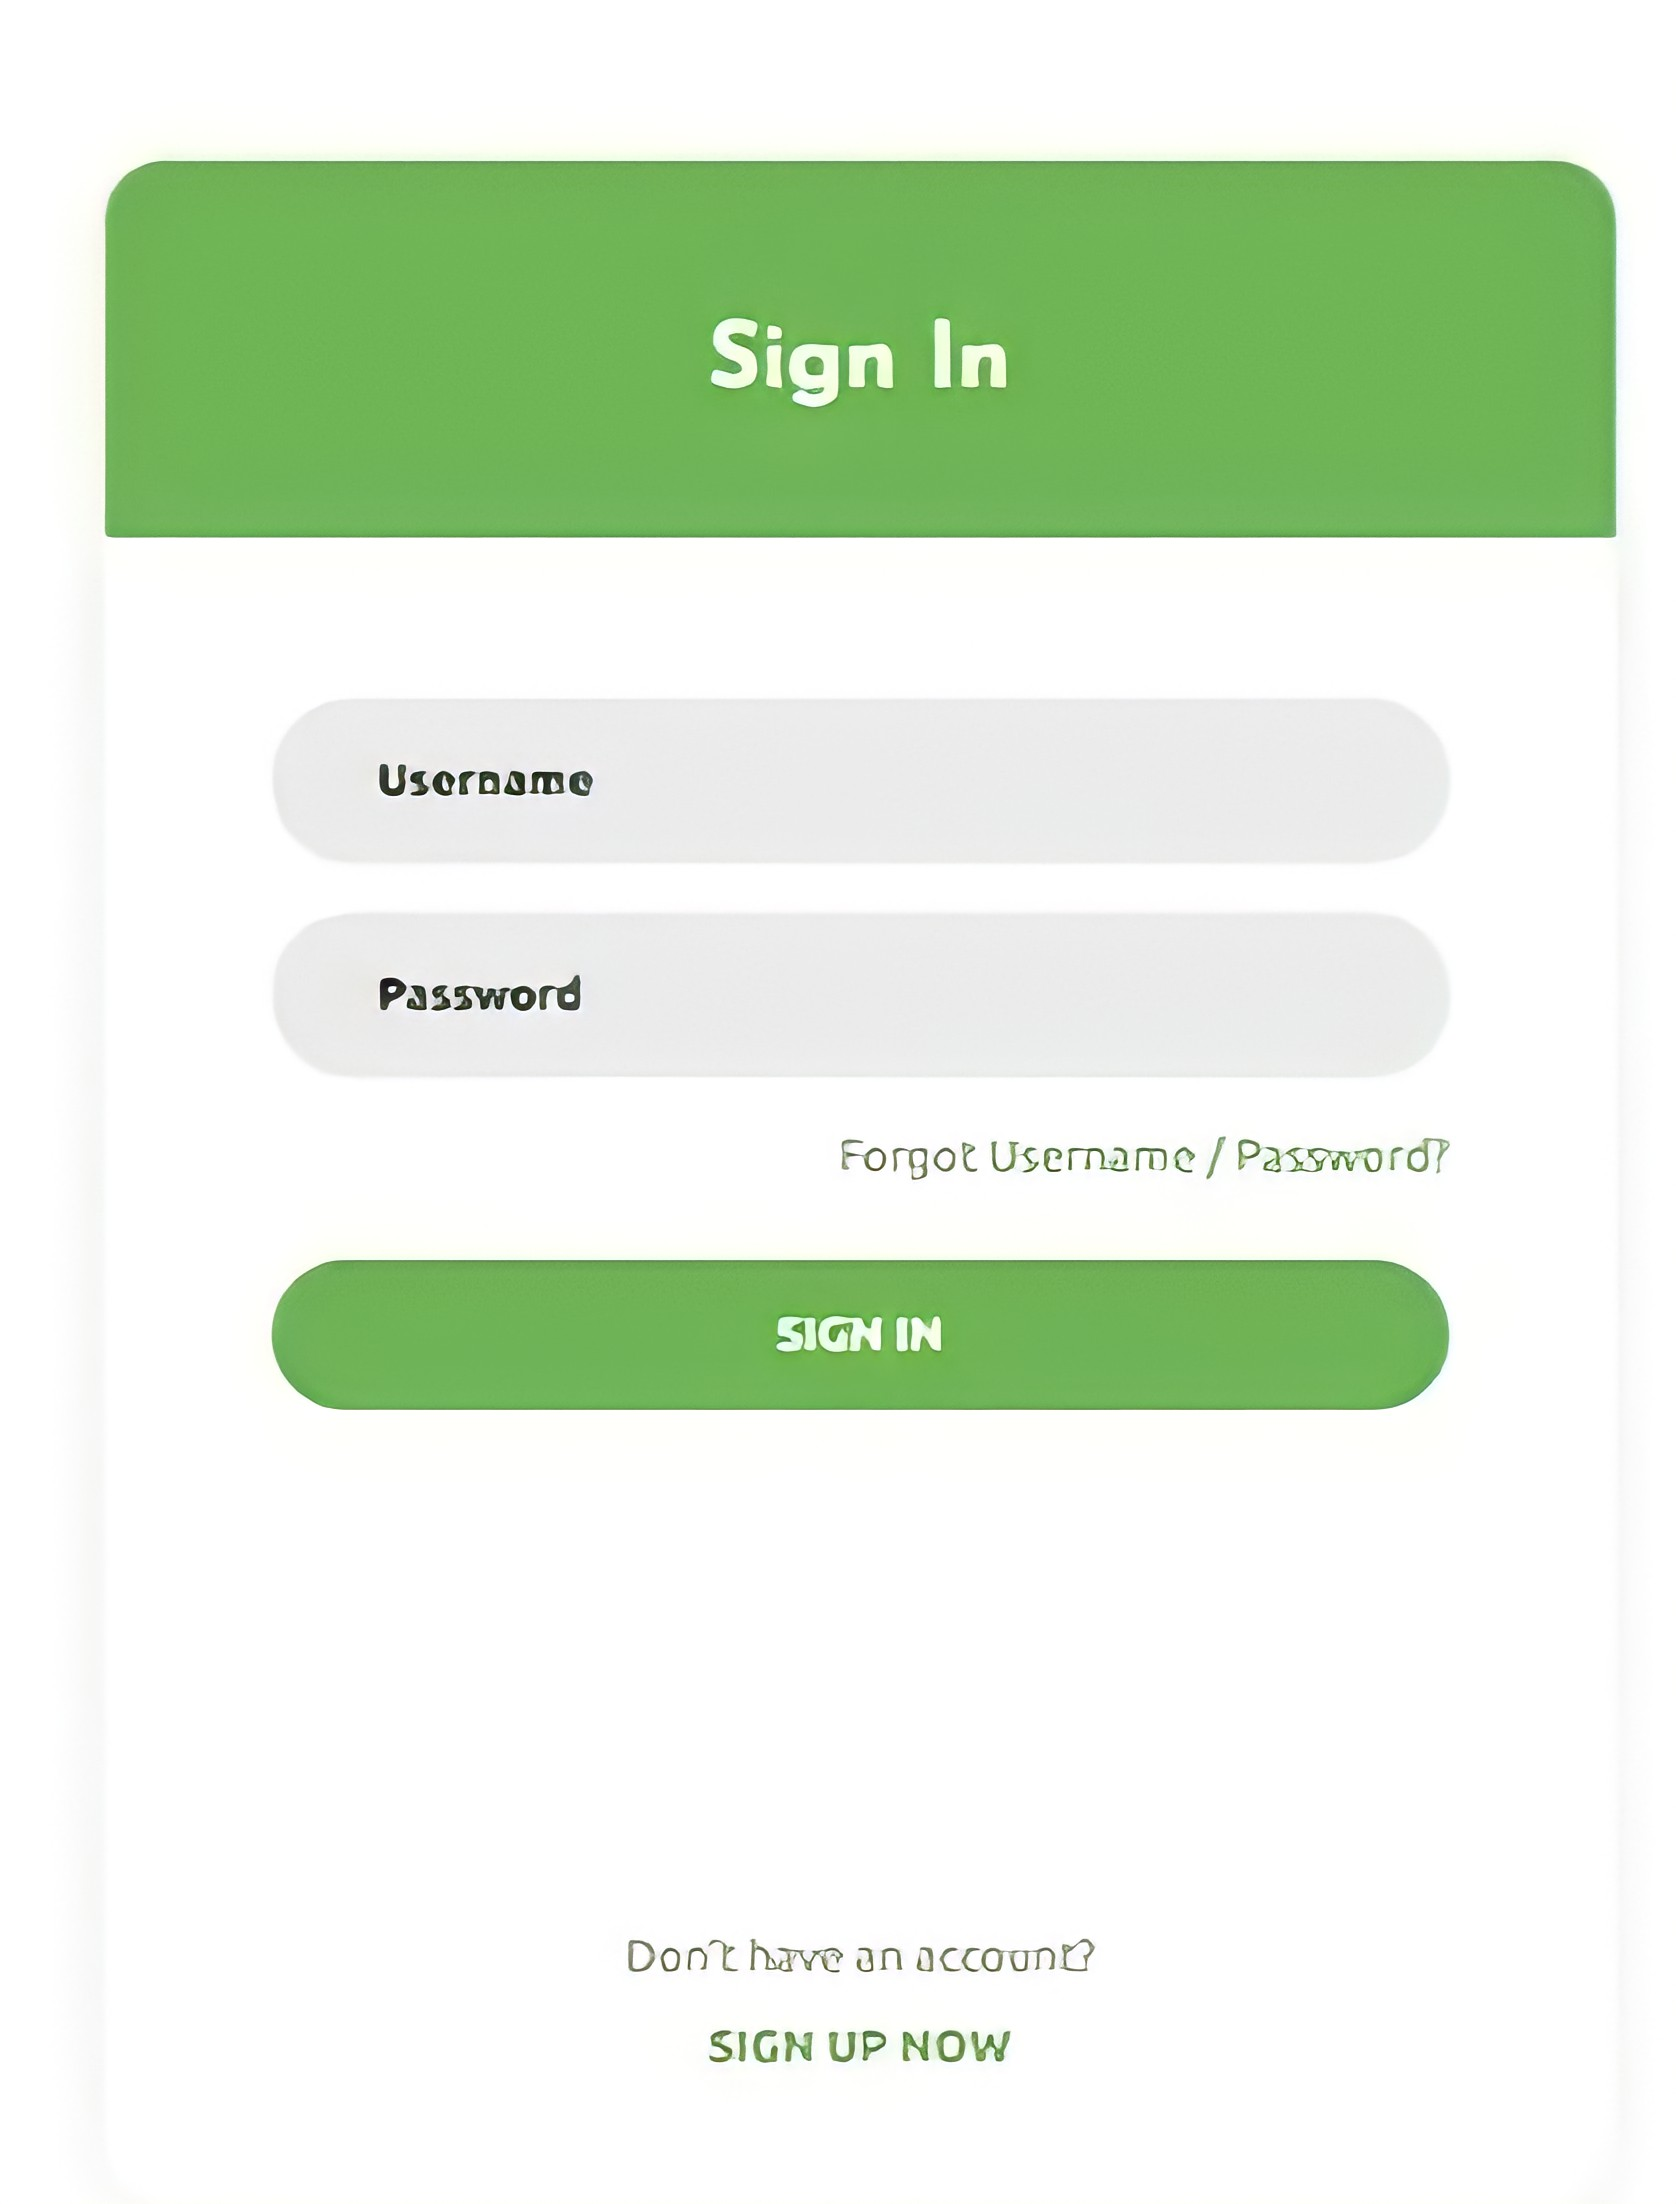 Sign In
Username
Password
Forgot Username / Password?
SIGN IN
Don't have an account?
SIGN UP NOW